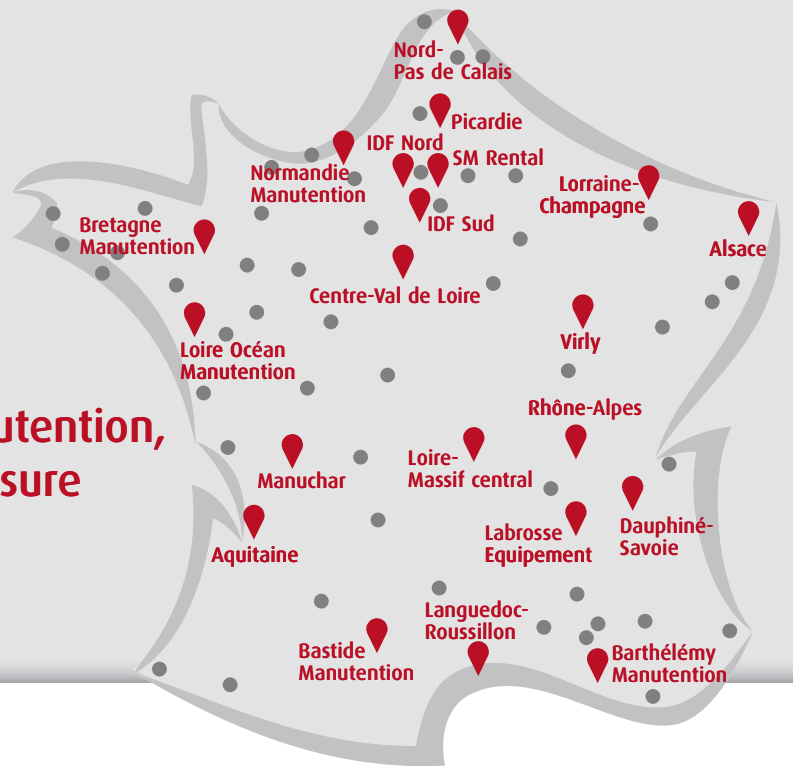 Nord-
Pas de Calais
Picardie
IDF Nord
SM Rental
Normandie
Manutention
Lorraine-
Champagne
IDF Sud
Bretagne
Manutention
Alsace
Centre-Val de Loire
Virly
Loire Océan
Manutention
Rhône-Alpes
utention,
sure
Manuchar
Loire-
Massif central
Dauphiné-
Savoie
Labrosse
Equipement
Aquitaine
Languedoc-
Roussillon
Bastide
Manutention
Barthélémy
Manutention